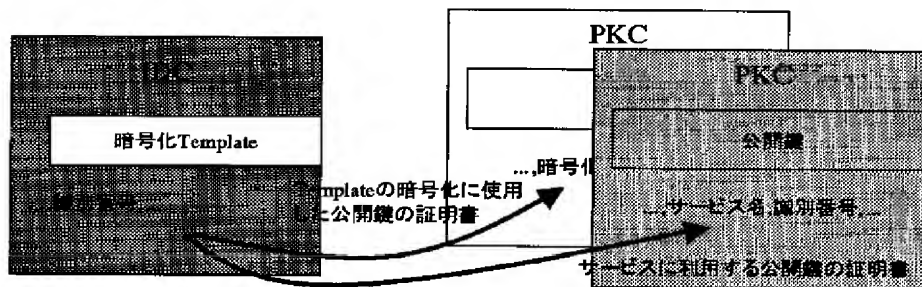 IDC
暗号化Template
PKC
...,暗号化
Templateの暗号化に使用
した公開鍵の証明書
PKC
公開鍵
...,サービス名,識別番号,...
サービスに利用する公開鍵の証明書